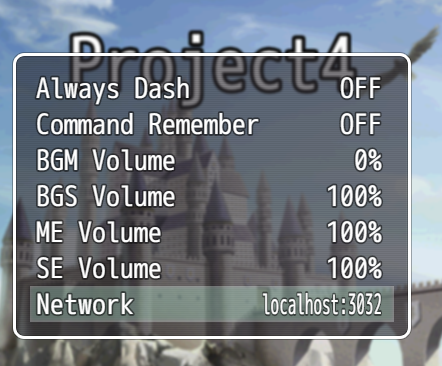 Project4
Always Dash OFF
Command Remember OFF
BGM Volume 0%
BGS Volume 100%
ME Volume 100%
SE Volume 100%
Network localhost:3032